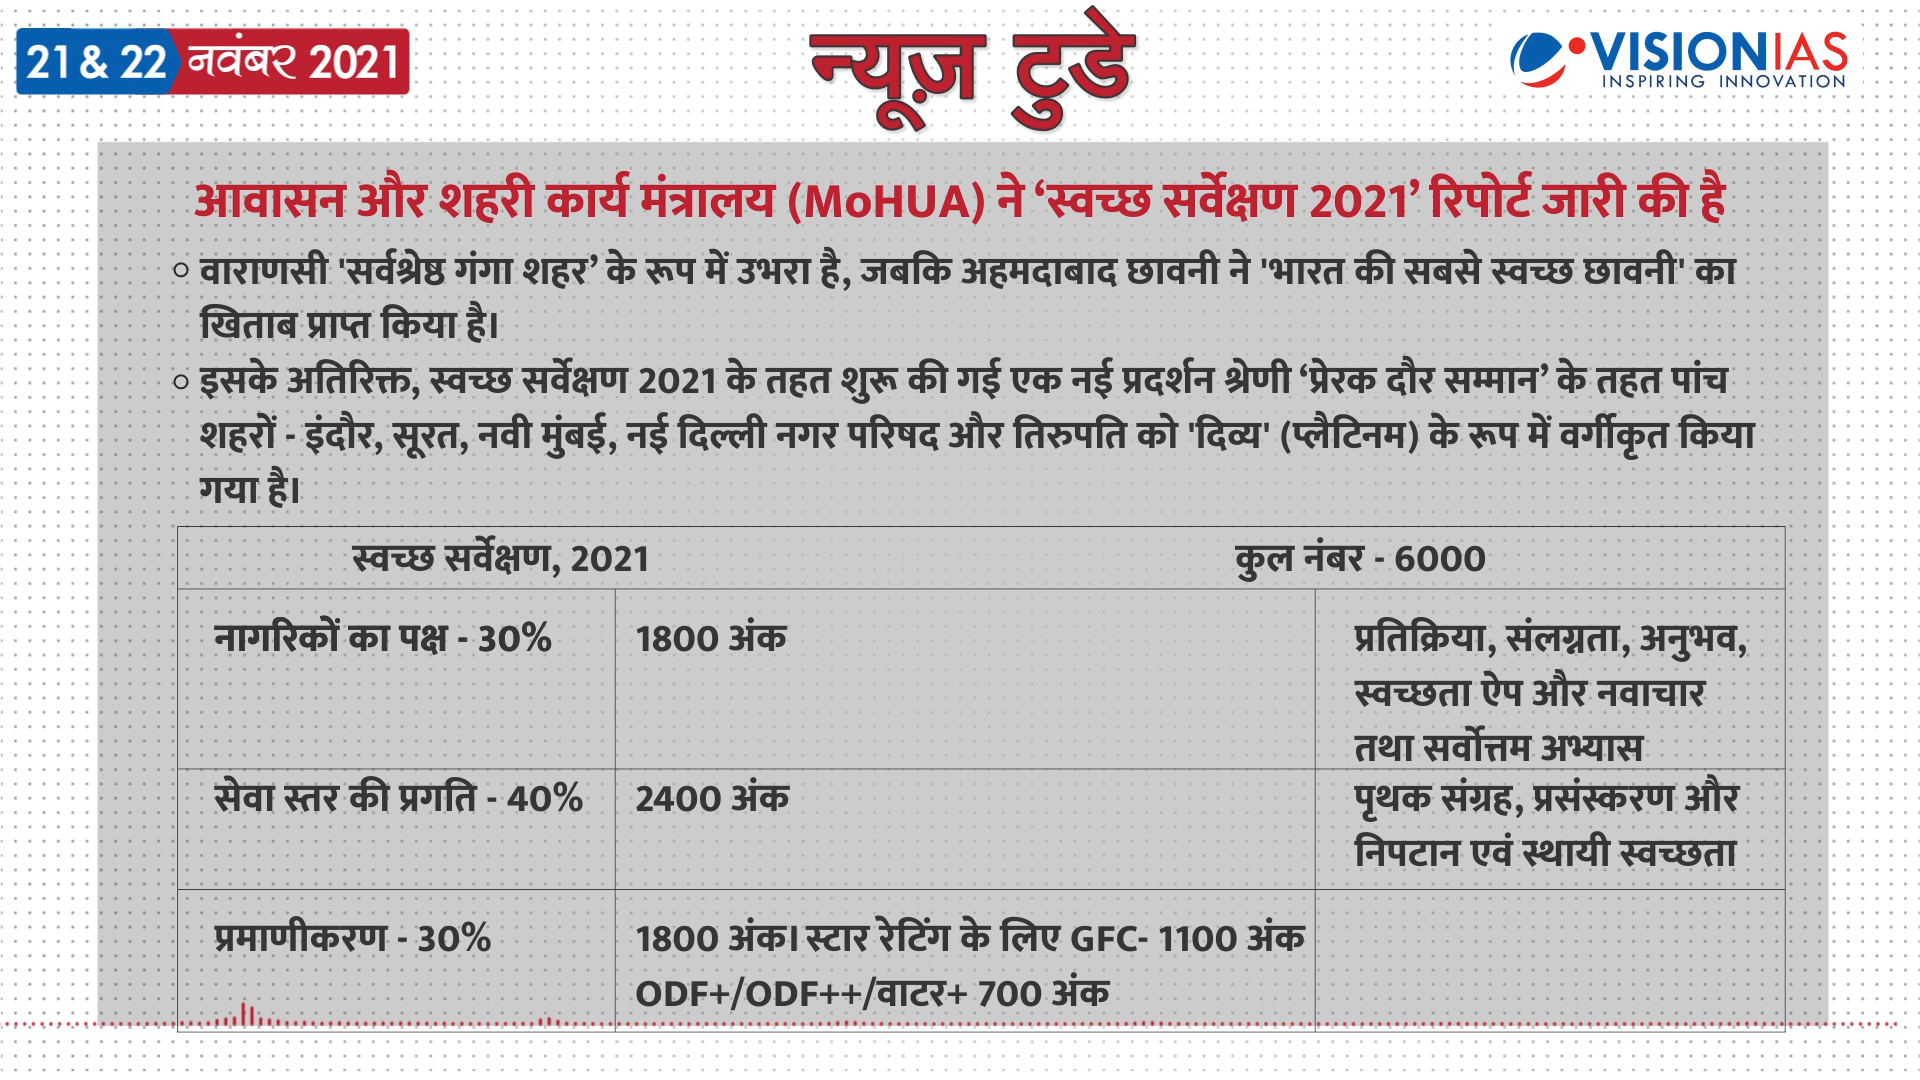 21 & 22 नवंबर 2021
न्यूज़ टुडे
VISIONIAS
INSPIRING INNOVATION
आवासन और शहरी कार्य मंत्रालय (MoHUA) ने ‘स्वच्छ सर्वेक्षण 2021’ रिपोर्ट जारी की है
वाराणसी 'सर्वश्रेष्ठ गंगा शहर’ के रूप में उभरा है, जबकि अहमदाबाद छावनी ने 'भारत की सबसे स्वच्छ छावनी' का
खिताब प्राप्त किया है।
इसके अतिरिक्त, स्वच्छ सर्वेक्षण 2021 के तहत शुरू की गई एक नई प्रदर्शन श्रेणी ‘प्रेरक दौर सम्मान’ के तहत पांच
शहरों - इंदौर, सूरत, नवी मुंबई, नई दिल्ली नगर परिषद और तिरुपति को 'दिव्य' (प्लैटिनम) के रूप में वर्गीकृत किया
गया है।
स्वच्छ सर्वेक्षण, 2021 कुल नंबर - 6000
नागरिकों का पक्ष - 30% 1800 अंक प्रतिक्रिया, संलग्नता, अनुभव,
स्वच्छता ऐप और नवाचार
तथा सर्वोत्तम अभ्यास
सेवा स्तर की प्रगति - 40% 2400 अंक पृथक संग्रह, प्रसंस्करण और
निपटान एवं स्थायी स्वच्छता
प्रमाणीकरण - 30% 1800 अंक। स्टार रेटिंग के लिए GFC- 1100 अंक
ODF+/ODF++/वाटर+ 700 अंक